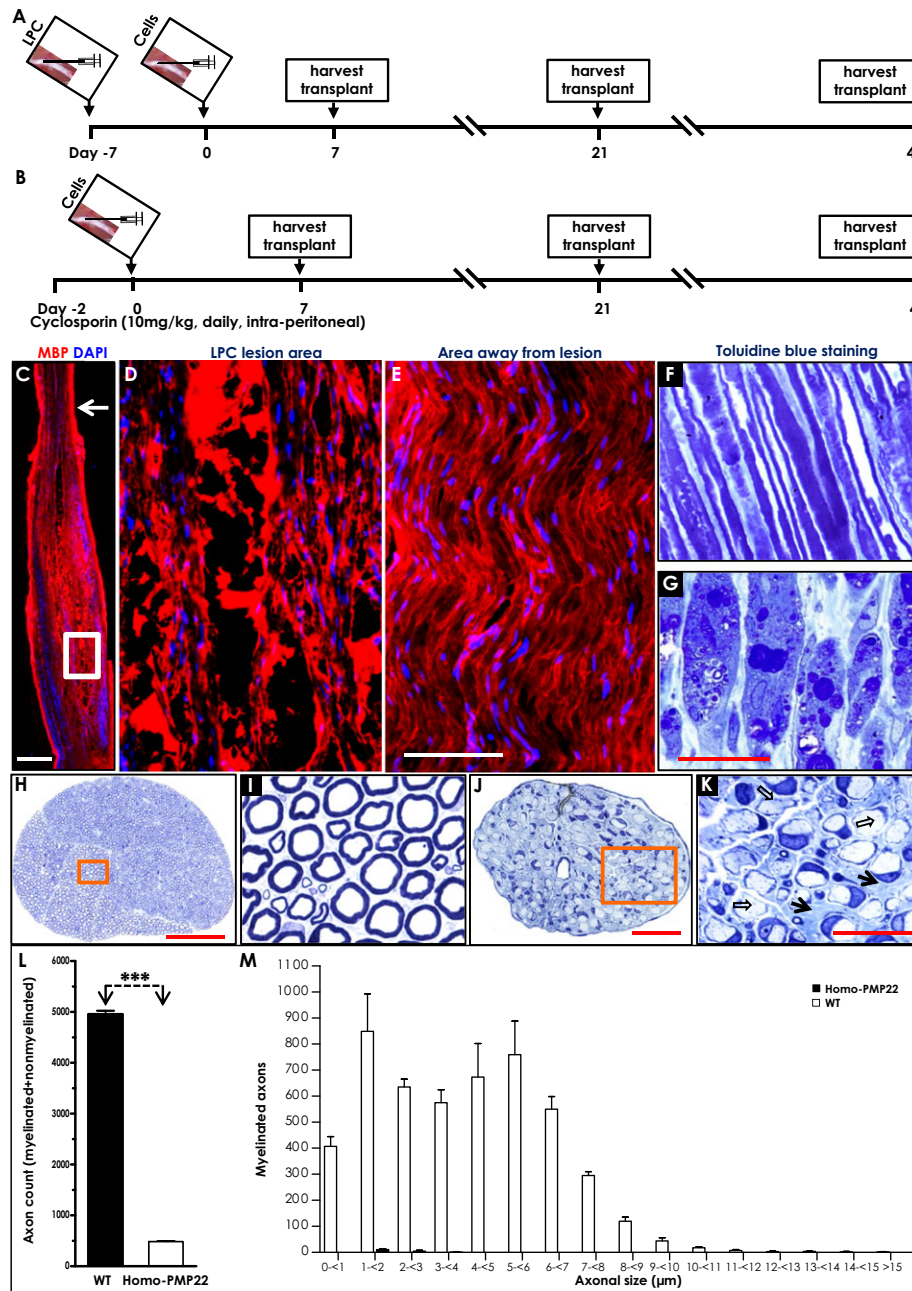 A
LPC
Cells
harvest
transplant
harvest
transplant
harvest
transplant
Day -7
0
7
21
4
B
Cells
harvest
transplant
harvest
transplant
harvest
transplant
Day -2
0
7
21
4
Cyclosporin (10mg/kg, daily, intra-peritoneal)
MBP DAPI
LPC lesion area
Area away from lesion
Toluidine blue staining
C
D
E
F
G
H
I
J
K
L
Axon count (myelinated+nonmyelinated)
6000
5000
4000
3000
2000
1000
0
***
WT
Homo-PMP22
M
Myelinated axons
1100
1000
900
800
700
600
500
400
300
200
100
0
Homo-PMP22
WT
0-<1
1-<2
2-<3
3-<4
4-<5
5-<6
6-<7
7-<8
8-<9
9-<10
10-<11
11-<12
12-<13
13-<14
14-<15
>15
Axonal size (µm)